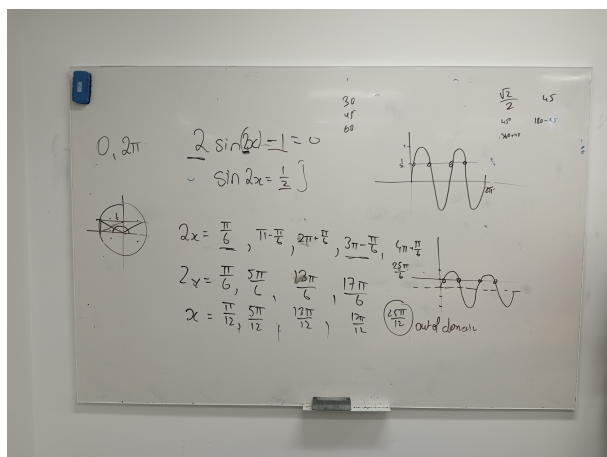 30
45
60
√2/2 45
45 180-45
0, 2π
2 sin(2x) - 1 = 0
sin 2x = 1/2
2x = π/6, π-π/6, 2π+π/6, 3π-π/6, 4π+π/6
25π/6
2x = π/6, 5π/6, 13π/6, 17π/6
x = π/12, 5π/12, 13π/12, 17π/12, 25π/12 out of domain
2π